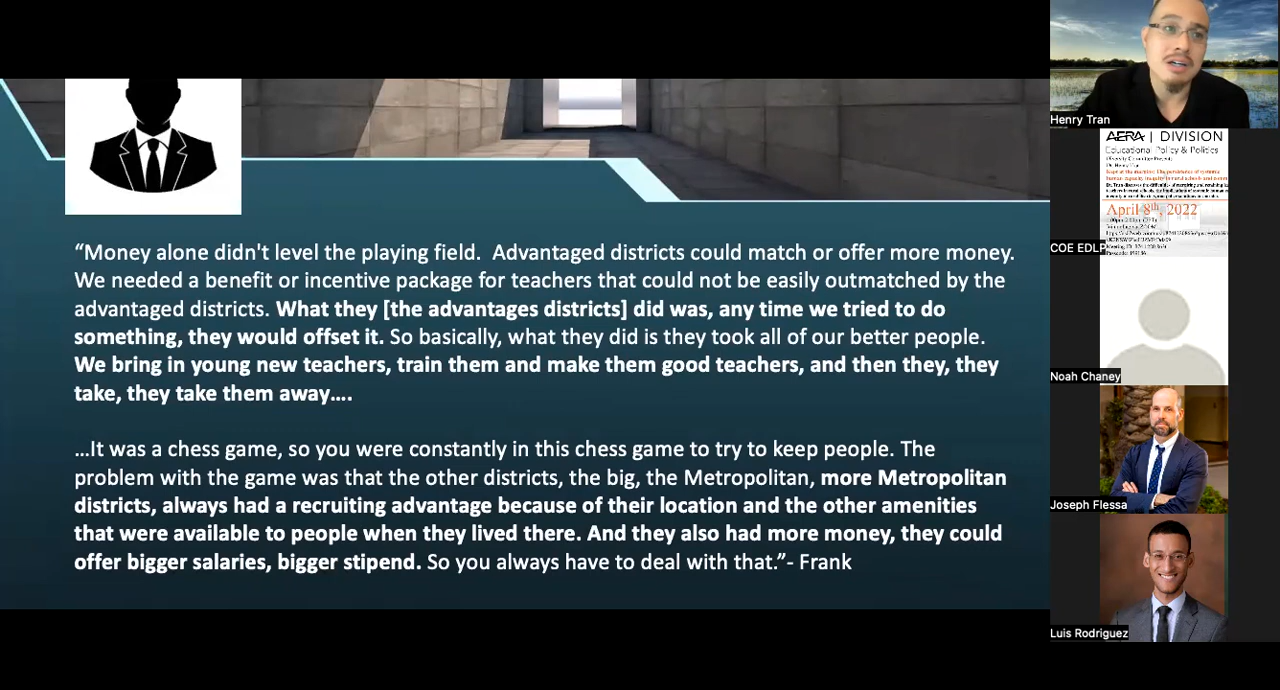 “Money alone didn't level the playing field.  Advantaged districts could match or offer more money.
We needed a benefit or incentive package for teachers that could not be easily outmatched by the
advantaged districts. What they [the advantages districts] did was, any time we tried to do
something, they would offset it. So basically, what they did is they took all of our better people.
We bring in young new teachers, train them and make them good teachers, and then they, they
take, they take them away….
…It was a chess game, so you were constantly in this chess game to try to keep people. The
problem with the game was that the other districts, the big, the Metropolitan, more Metropolitan
districts, always had a recruiting advantage because of their location and the other amenities
that were available to people when they lived there. And they also had more money, they could
offer bigger salaries, bigger stipend. So you always have to deal with that.”- Frank
Henry Tran
AERA | DIVISION
Educational Policy & Politics
Diversity Committee Presents
Dr. Henry Tran
April 8th, 2022
COE EDLP
Noah Chaney
Joseph Flessa
Luis Rodriguez